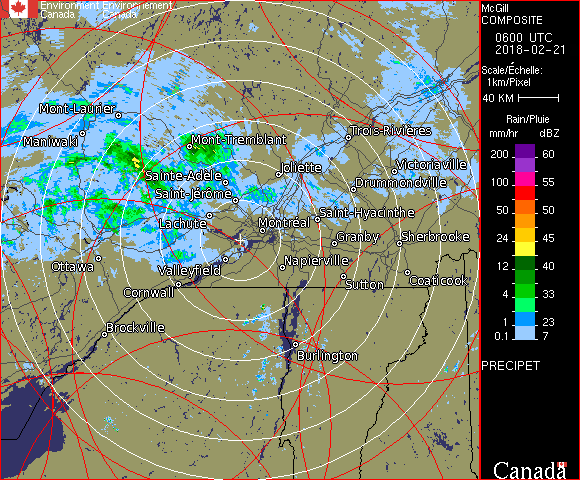 Environment Environnement
Canada Canada
McGill
COMPOSITE
0600 UTC
2018-02-21
Scale/Échelle:
1km/Pixel
40 KM
Rain/Pluie
mm/hr dBZ
200 60
100 55
50 50
24 45
12 40
4 33
1 23
0.1 7
PRECIPET
Canada
Mont-Laurier
Maniwaki
Mont-Tremblant
Trois-Rivières
Joliette
Victoriaville
Sainte-Adèle
Drummondville
Saint-Jérôme
Saint-Hyacinthe
Lachute
Montréal
Granby
Sherbrooke
Ottawa
Valleyfield
Napierville
Sutton
Coaticook
Cornwall
Brockville
Burlington